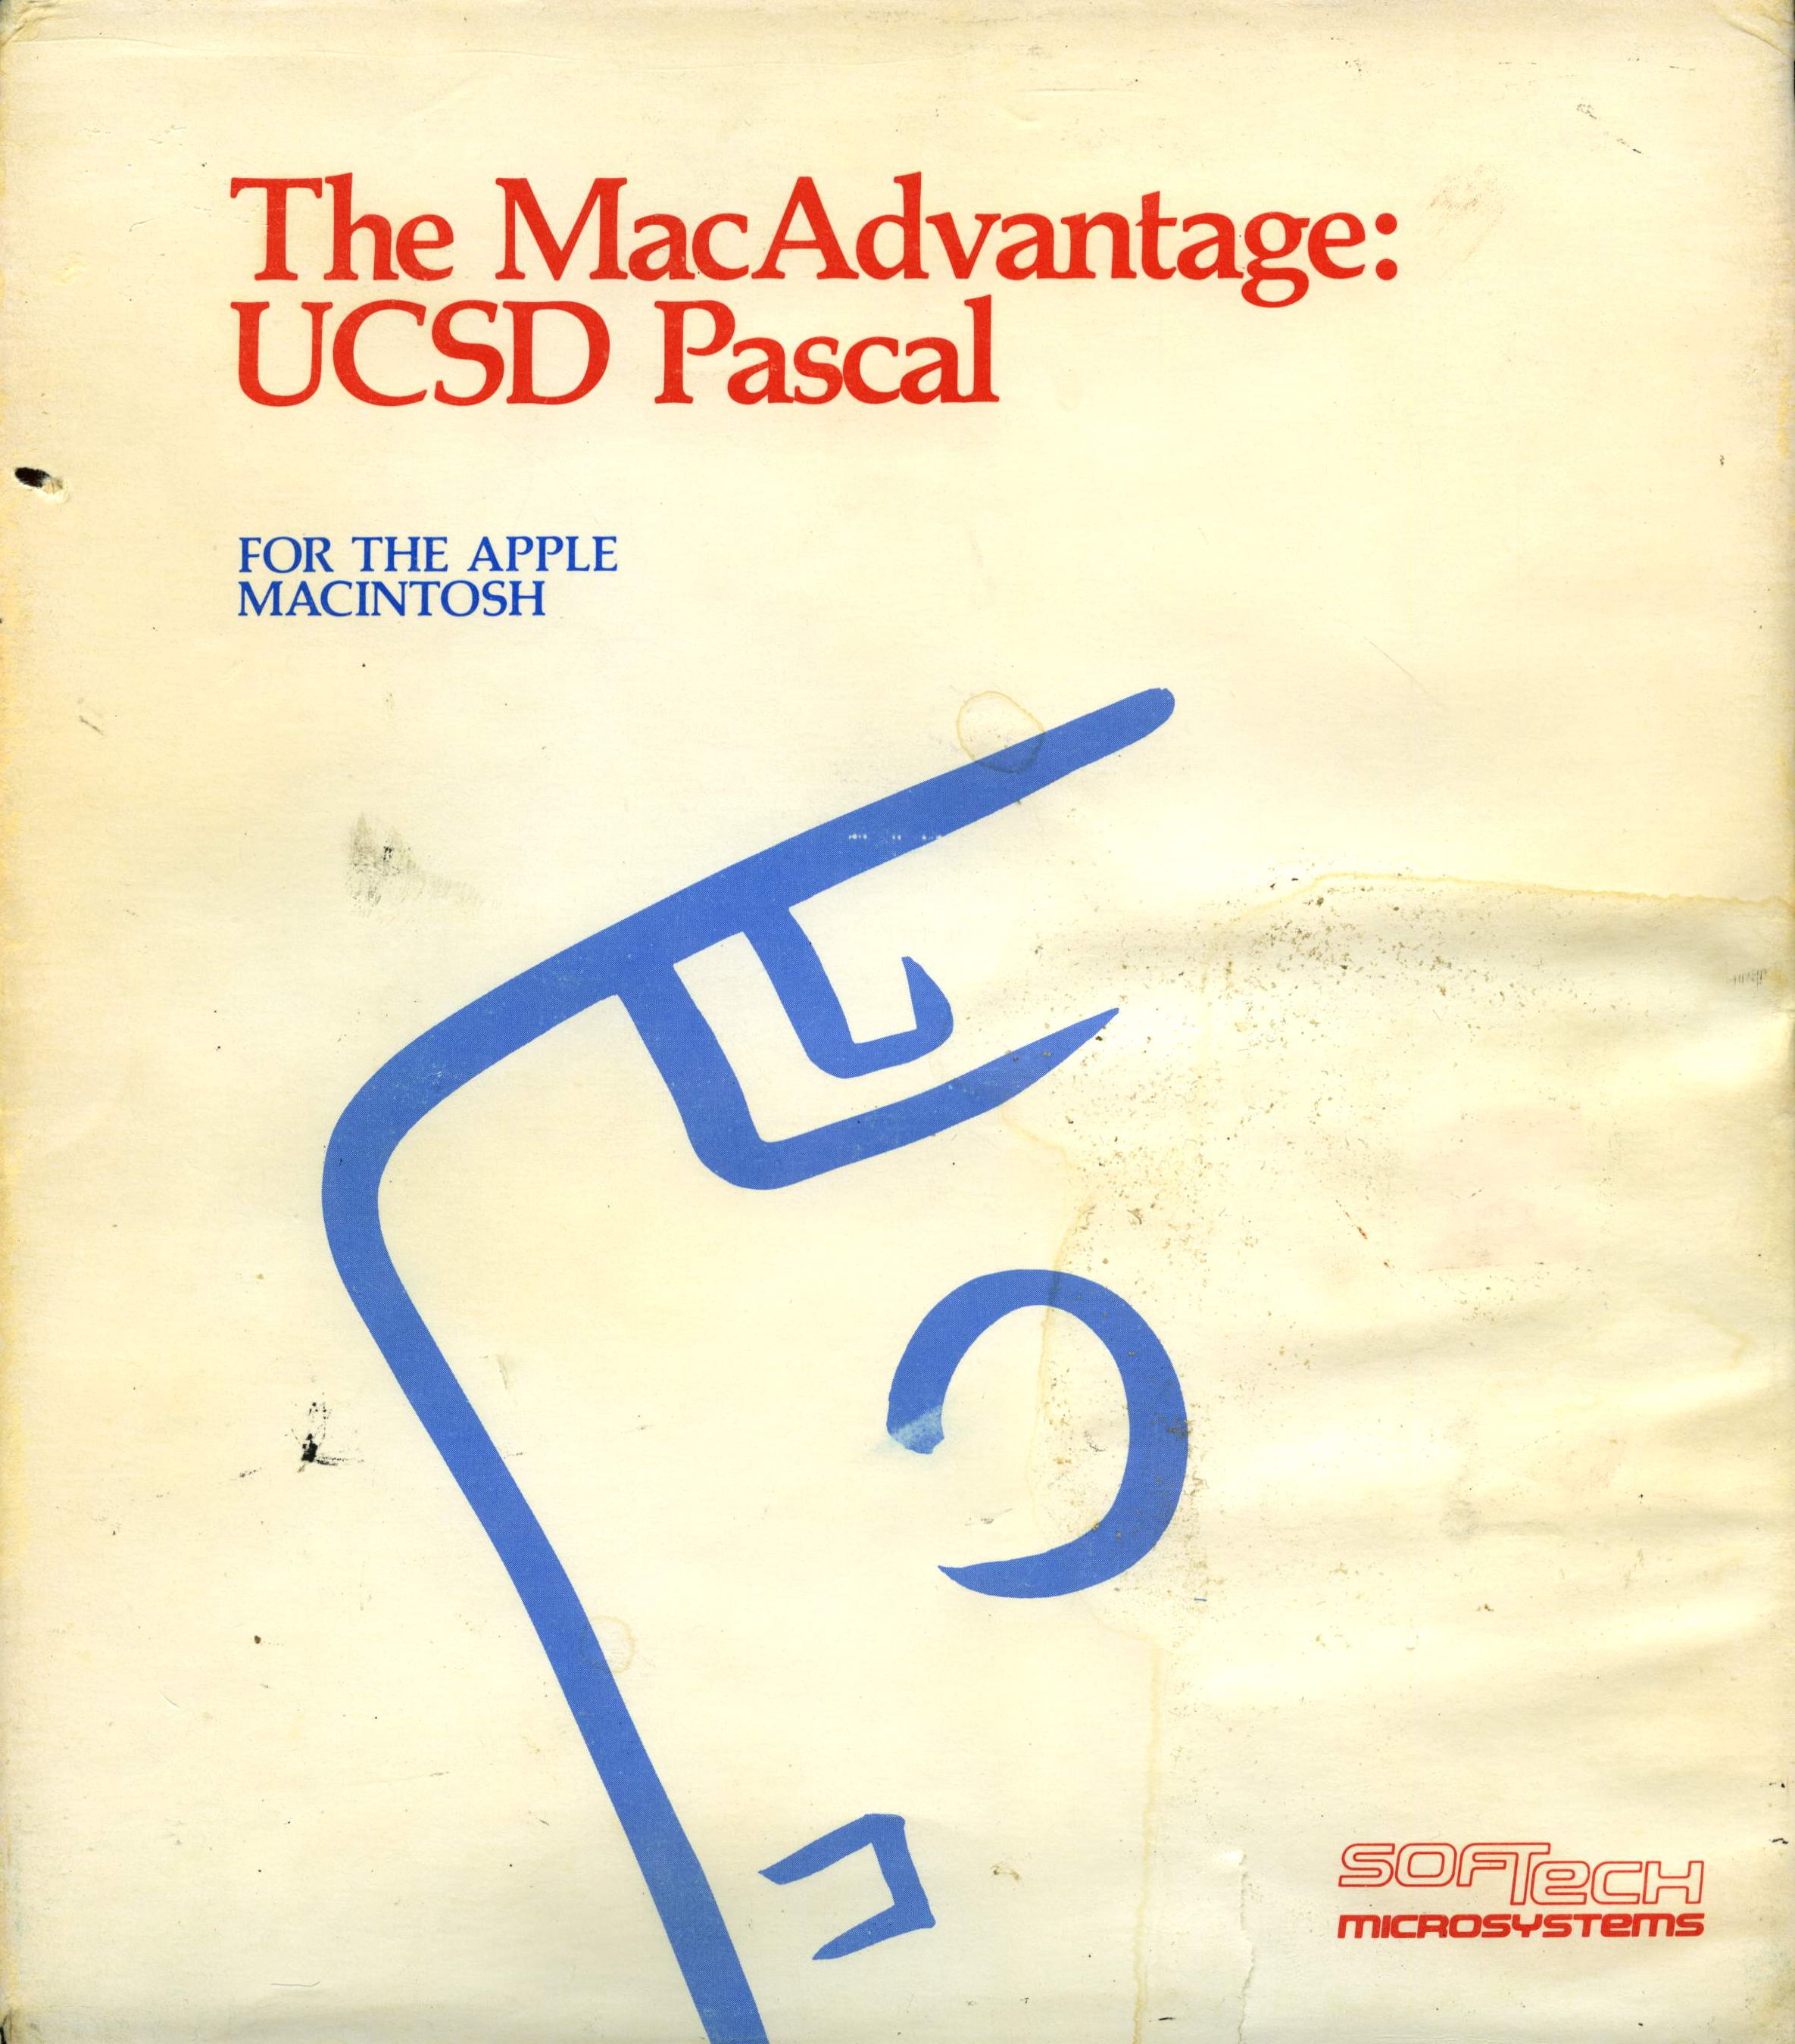 The MacAdvantage:
UCSD Pascal
FOR THE APPLE
MACINTOSH
SOFTECH
MICROSYSTEMS